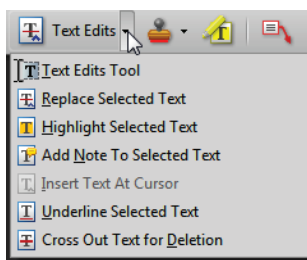 Text Edits
Text Edits Tool
Replace Selected Text
Highlight Selected Text
Add Note To Selected Text
Insert Text At Cursor
Underline Selected Text
Cross Out Text for Deletion